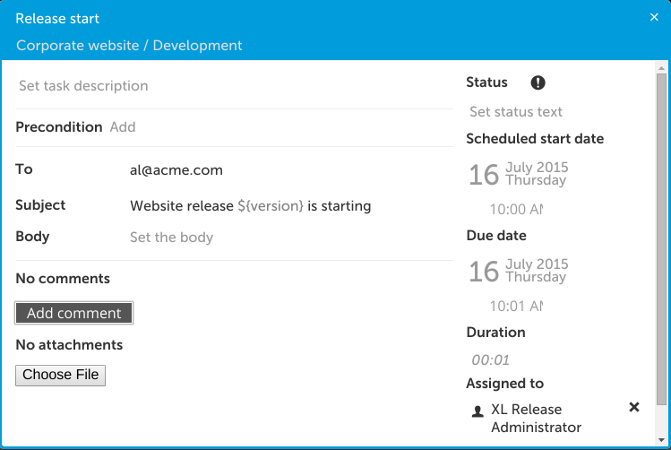 Release start
×
Corporate website / Development
Set task description
Precondition Add
To al@acme.com
Subject Website release ${version} is starting
Body Set the body
No comments
Add comment
No attachments
Choose File
Status
Set status text
Scheduled start date
16 July 2015
Thursday
10:00 AM
Due date
16 July 2015
Thursday
10:01 AM
Duration
00:01
Assigned to
XL Release
Administrator